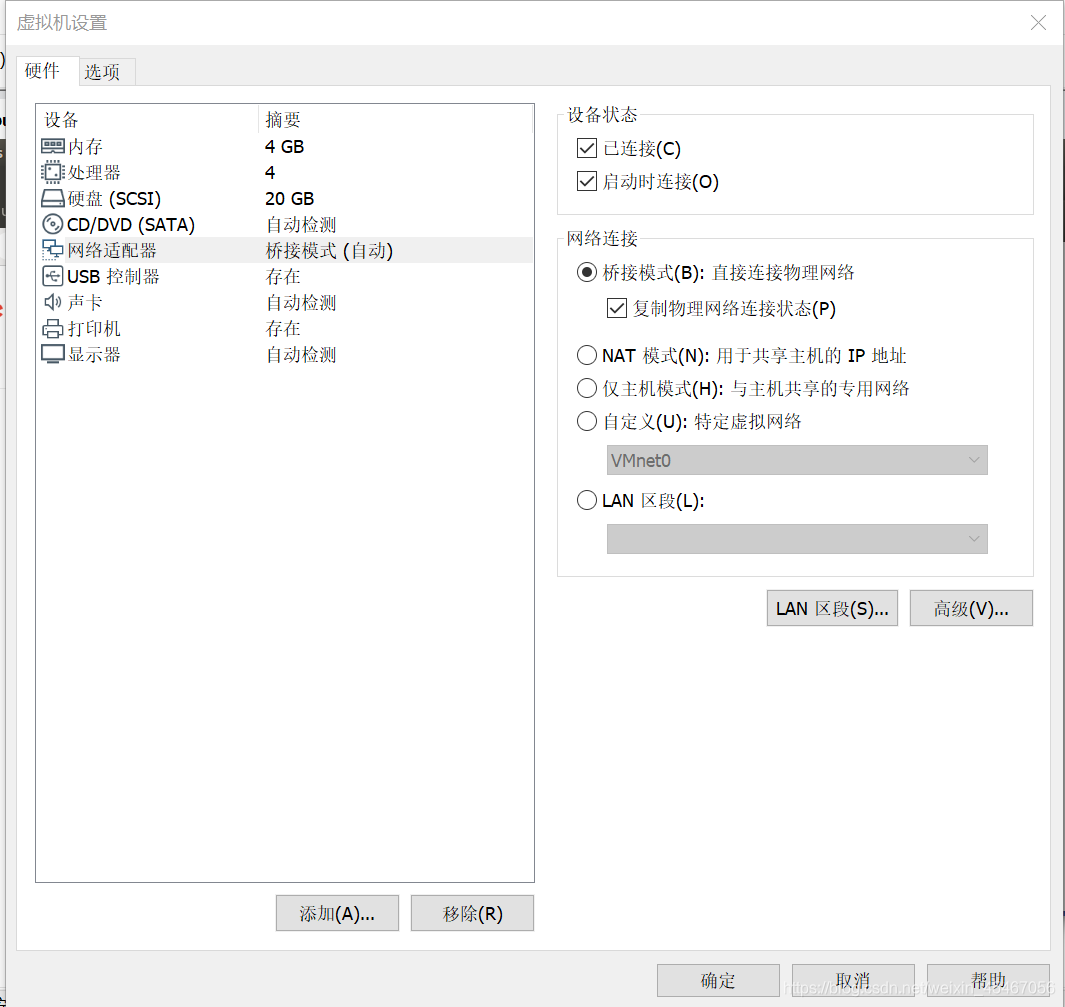 虚拟机设置
硬件 选项
设备 摘要
内存 4 GB
处理器 4
硬盘 (SCSI) 20 GB
CD/DVD (SATA) 自动检测
网络适配器 桥接模式 (自动)
USB 控制器 存在
声卡 自动检测
打印机 存在
显示器 自动检测
添加(A)... 移除(R)
设备状态
已连接(C)
启动时连接(O)
网络连接
桥接模式(B): 直接连接物理网络
复制物理网络连接状态(P)
NAT 模式(N): 用于共享主机的 IP 地址
仅主机模式(H): 与主机共享的专用网络
自定义(U): 特定虚拟网络
VMnet0
LAN 区段(L):
LAN 区段(S)... 高级(V)...
确定 取消 帮助